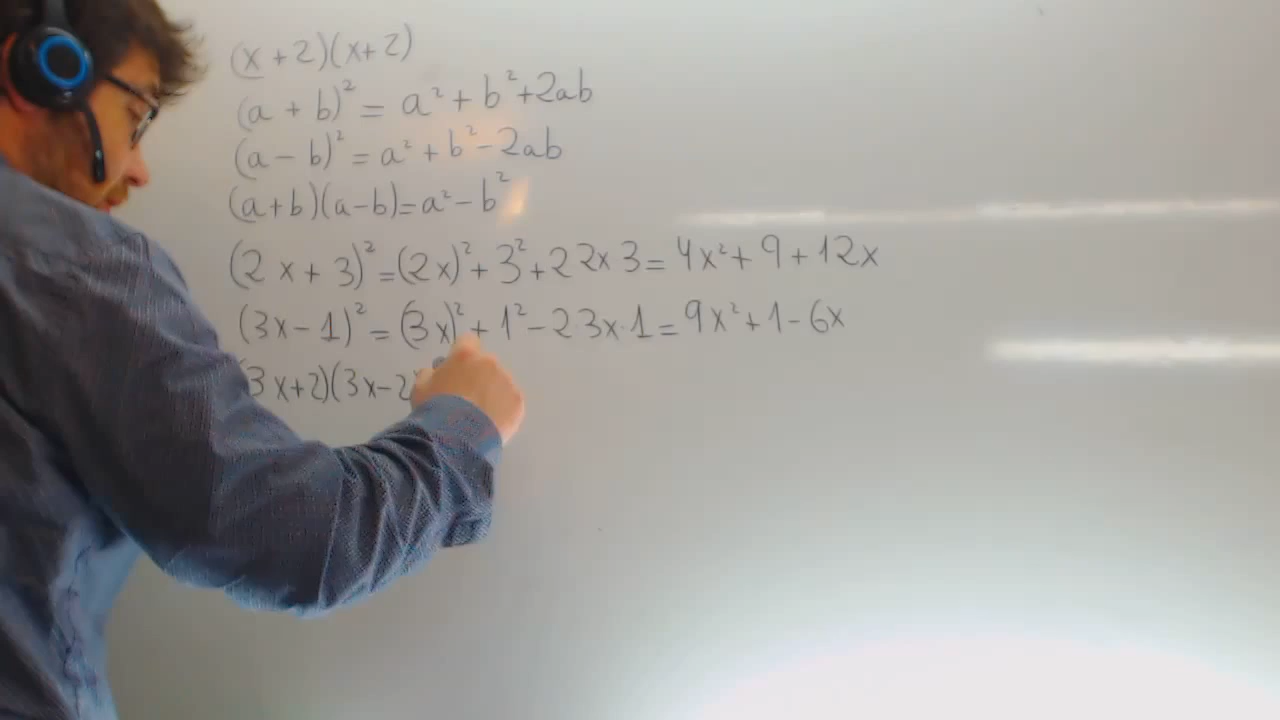 (x+2)(x+2)
(a+b)² = a²+b²+2ab
(a-b)² = a²+b²-2ab
(a+b)(a-b)=a²-b²
(2x+3)²=(2x)²+3²+2·2x·3=4x²+9+12x
(3x-1)²=(3x)²+1²-2·3x·1=9x²+1-6x
(3x+2)(3x-2)